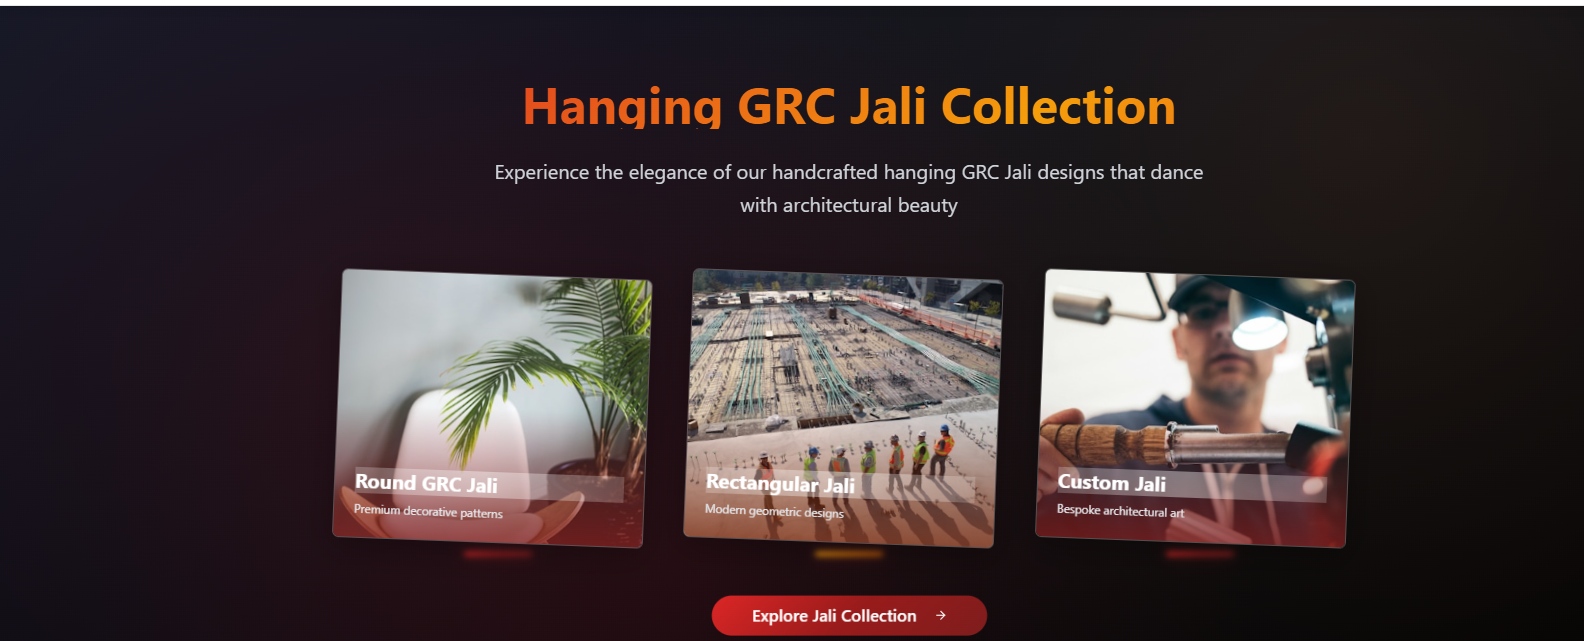 Hanging GRC Jali Collection
Experience the elegance of our handcrafted hanging GRC Jali designs that dance
with architectural beauty
Round GRC Jali
Premium decorative patterns
Rectangular Jali
Modern geometric designs
Custom Jali
Bespoke architectural art
Explore Jali Collection →